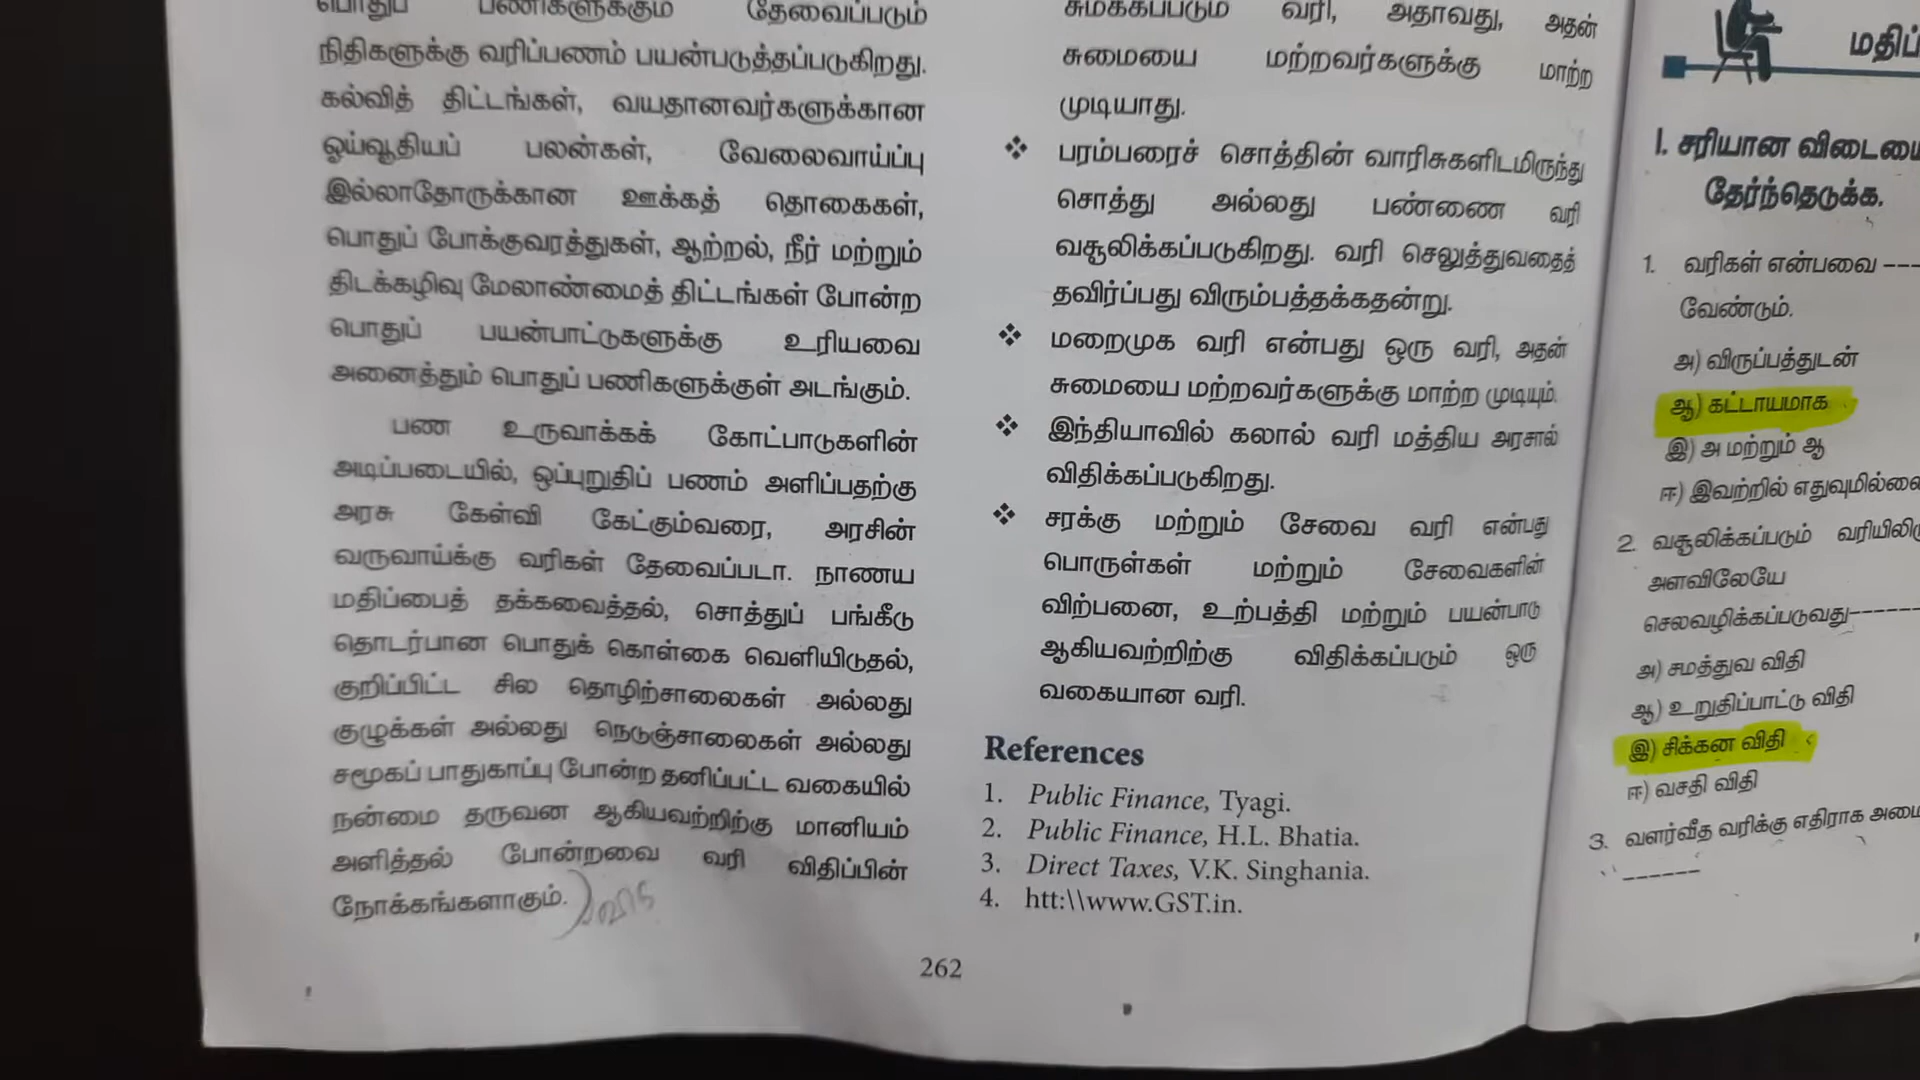 பொதுப் பணிகளுக்கும் தேவைப்படும்
நிதிகளுக்கு வரிப்பணம் பயன்படுத்தப்படுகிறது.
கல்வித் திட்டங்கள், வயதானவர்களுக்கான
ஓய்வூதியப் பலன்கள், வேலைவாய்ப்பு
இல்லாதோருக்கான ஊக்கத் தொகைகள்,
பொதுப் போக்குவரத்துகள், ஆற்றல், நீர் மற்றும்
திடக்கழிவு மேலாண்மைத் திட்டங்கள் போன்ற
பொதுப் பயன்பாட்டுகளுக்கு உரியவை
அனைத்தும் பொதுப் பணிகளுக்குள் அடங்கும்.
பண உருவாக்கக் கோட்பாடுகளின்
அடிப்படையில், ஒப்புறுதிப் பணம் அளிப்பதற்கு
அரசு கேள்வி கேட்கும்வரை, அரசின்
வருவாய்க்கு வரிகள் தேவைப்படா. நாணய
மதிப்பைத் தக்கவைத்தல், சொத்துப் பங்கீடு
தொடர்பான பொதுக் கொள்கை வெளியிடுதல்,
குறிப்பிட்ட சில தொழிற்சாலைகள் அல்லது
குழுக்கள் அல்லது நெடுஞ்சாலைகள் அல்லது
சமூகப் பாதுகாப்பு போன்ற தனிப்பட்ட வகையில்
நன்மை தருவன ஆகியவற்றிற்கு மானியம்
அளித்தல் போன்றவை வரி விதிப்பின்
நோக்கங்களாகும்.
சுமக்கப்படும் வரி, அதாவது, அதன்
சுமையை மற்றவர்களுக்கு மாற்ற
முடியாது.
❖ பரம்பரைச் சொத்தின் வாரிசுகளிடமிருந்து
சொத்து அல்லது பண்ணை வரி
வசூலிக்கப்படுகிறது. வரி செலுத்துவதைத்
தவிர்ப்பது விரும்பத்தக்கதன்று.
❖ மறைமுக வரி என்பது ஒரு வரி, அதன்
சுமையை மற்றவர்களுக்கு மாற்ற முடியும்.
❖ இந்தியாவில் கலால் வரி மத்திய அரசால்
விதிக்கப்படுகிறது.
❖ சரக்கு மற்றும் சேவை வரி என்பது
பொருள்கள் மற்றும் சேவைகளின்
விற்பனை, உற்பத்தி மற்றும் பயன்பாடு
ஆகியவற்றிற்கு விதிக்கப்படும் ஒரு
வகையான வரி.
References
1. Public Finance, Tyagi.
2. Public Finance, H.L. Bhatia.
3. Direct Taxes, V.K. Singhania.
4. htt:\\www.GST.in.
262
I. சரியான விடையை
தேர்ந்தெடுக்க.
1. வரிகள் என்பவை ---
வேண்டும்.
அ) விருப்பத்துடன்
ஆ) கட்டாயமாக
இ) அ மற்றும் ஆ
ஈ) இவற்றில் எதுவுமில்லை
2. வசூலிக்கப்படும்
அளவிலேயே
செலவழிக்கப்படுவது------
அ) சமத்துவ விதி
ஆ) உறுதிப்பாட்டு விதி
இ) சிக்கன விதி
ஈ) வசதி விதி
3. வளர்வீத வரிக்கு எதிராக
------